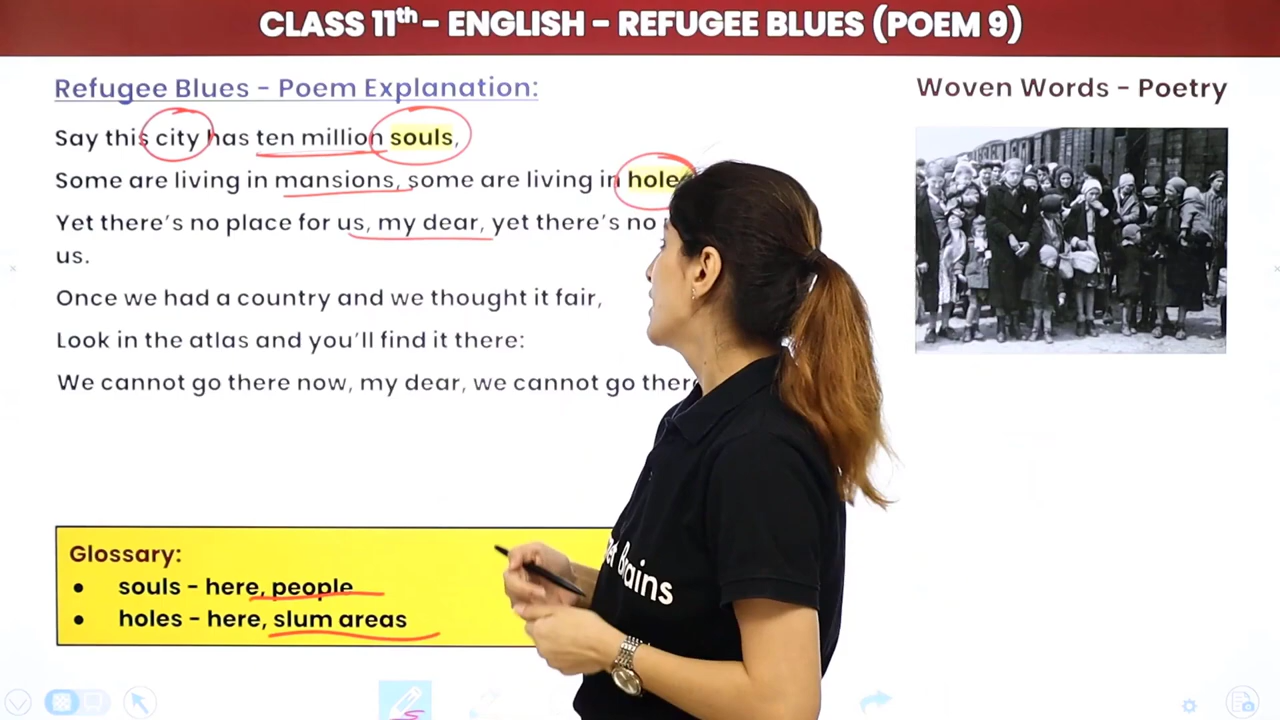 CLASS 11th – ENGLISH – REFUGEE BLUES (POEM 9)
Refugee Blues – Poem Explanation:
Woven Words – Poetry
Say this city has ten million souls,
Some are living in mansions, some are living in hole
Yet there's no place for us, my dear, yet there's no
us.
Once we had a country and we thought it fair,
Look in the atlas and you'll find it there:
We cannot go there now, my dear, we cannot go there
Glossary:
● souls – here, people
● holes – here, slum areas
Brains